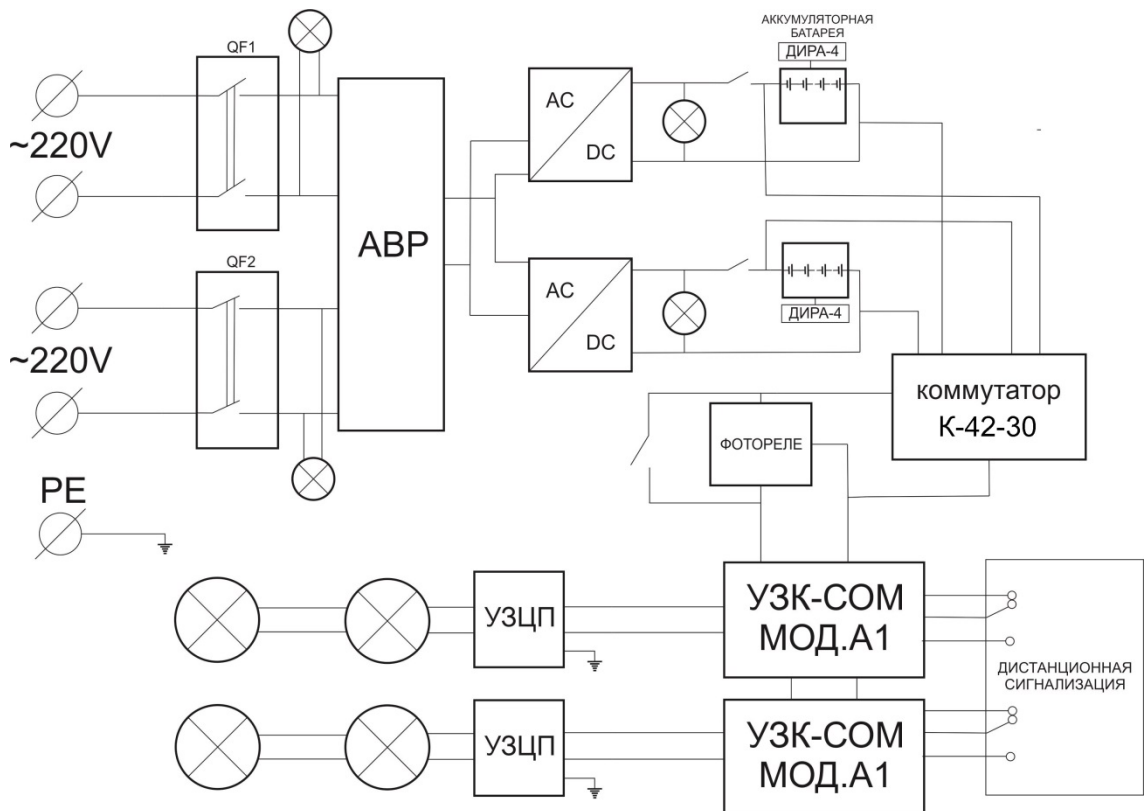 QF1
~220V
АВР
QF2
~220V
PE
AC
DC
АККУМУЛЯТОРНАЯ
БАТАРЕЯ
ДИРА-4
AC
DC
ДИРА-4
коммутатор
К-42-30
ФОТОРЕЛЕ
УЗЦП
УЗК-СОМ
МОД.А1
ДИСТАНЦИОННАЯ
СИГНАЛИЗАЦИЯ
УЗЦП
УЗК-СОМ
МОД.А1